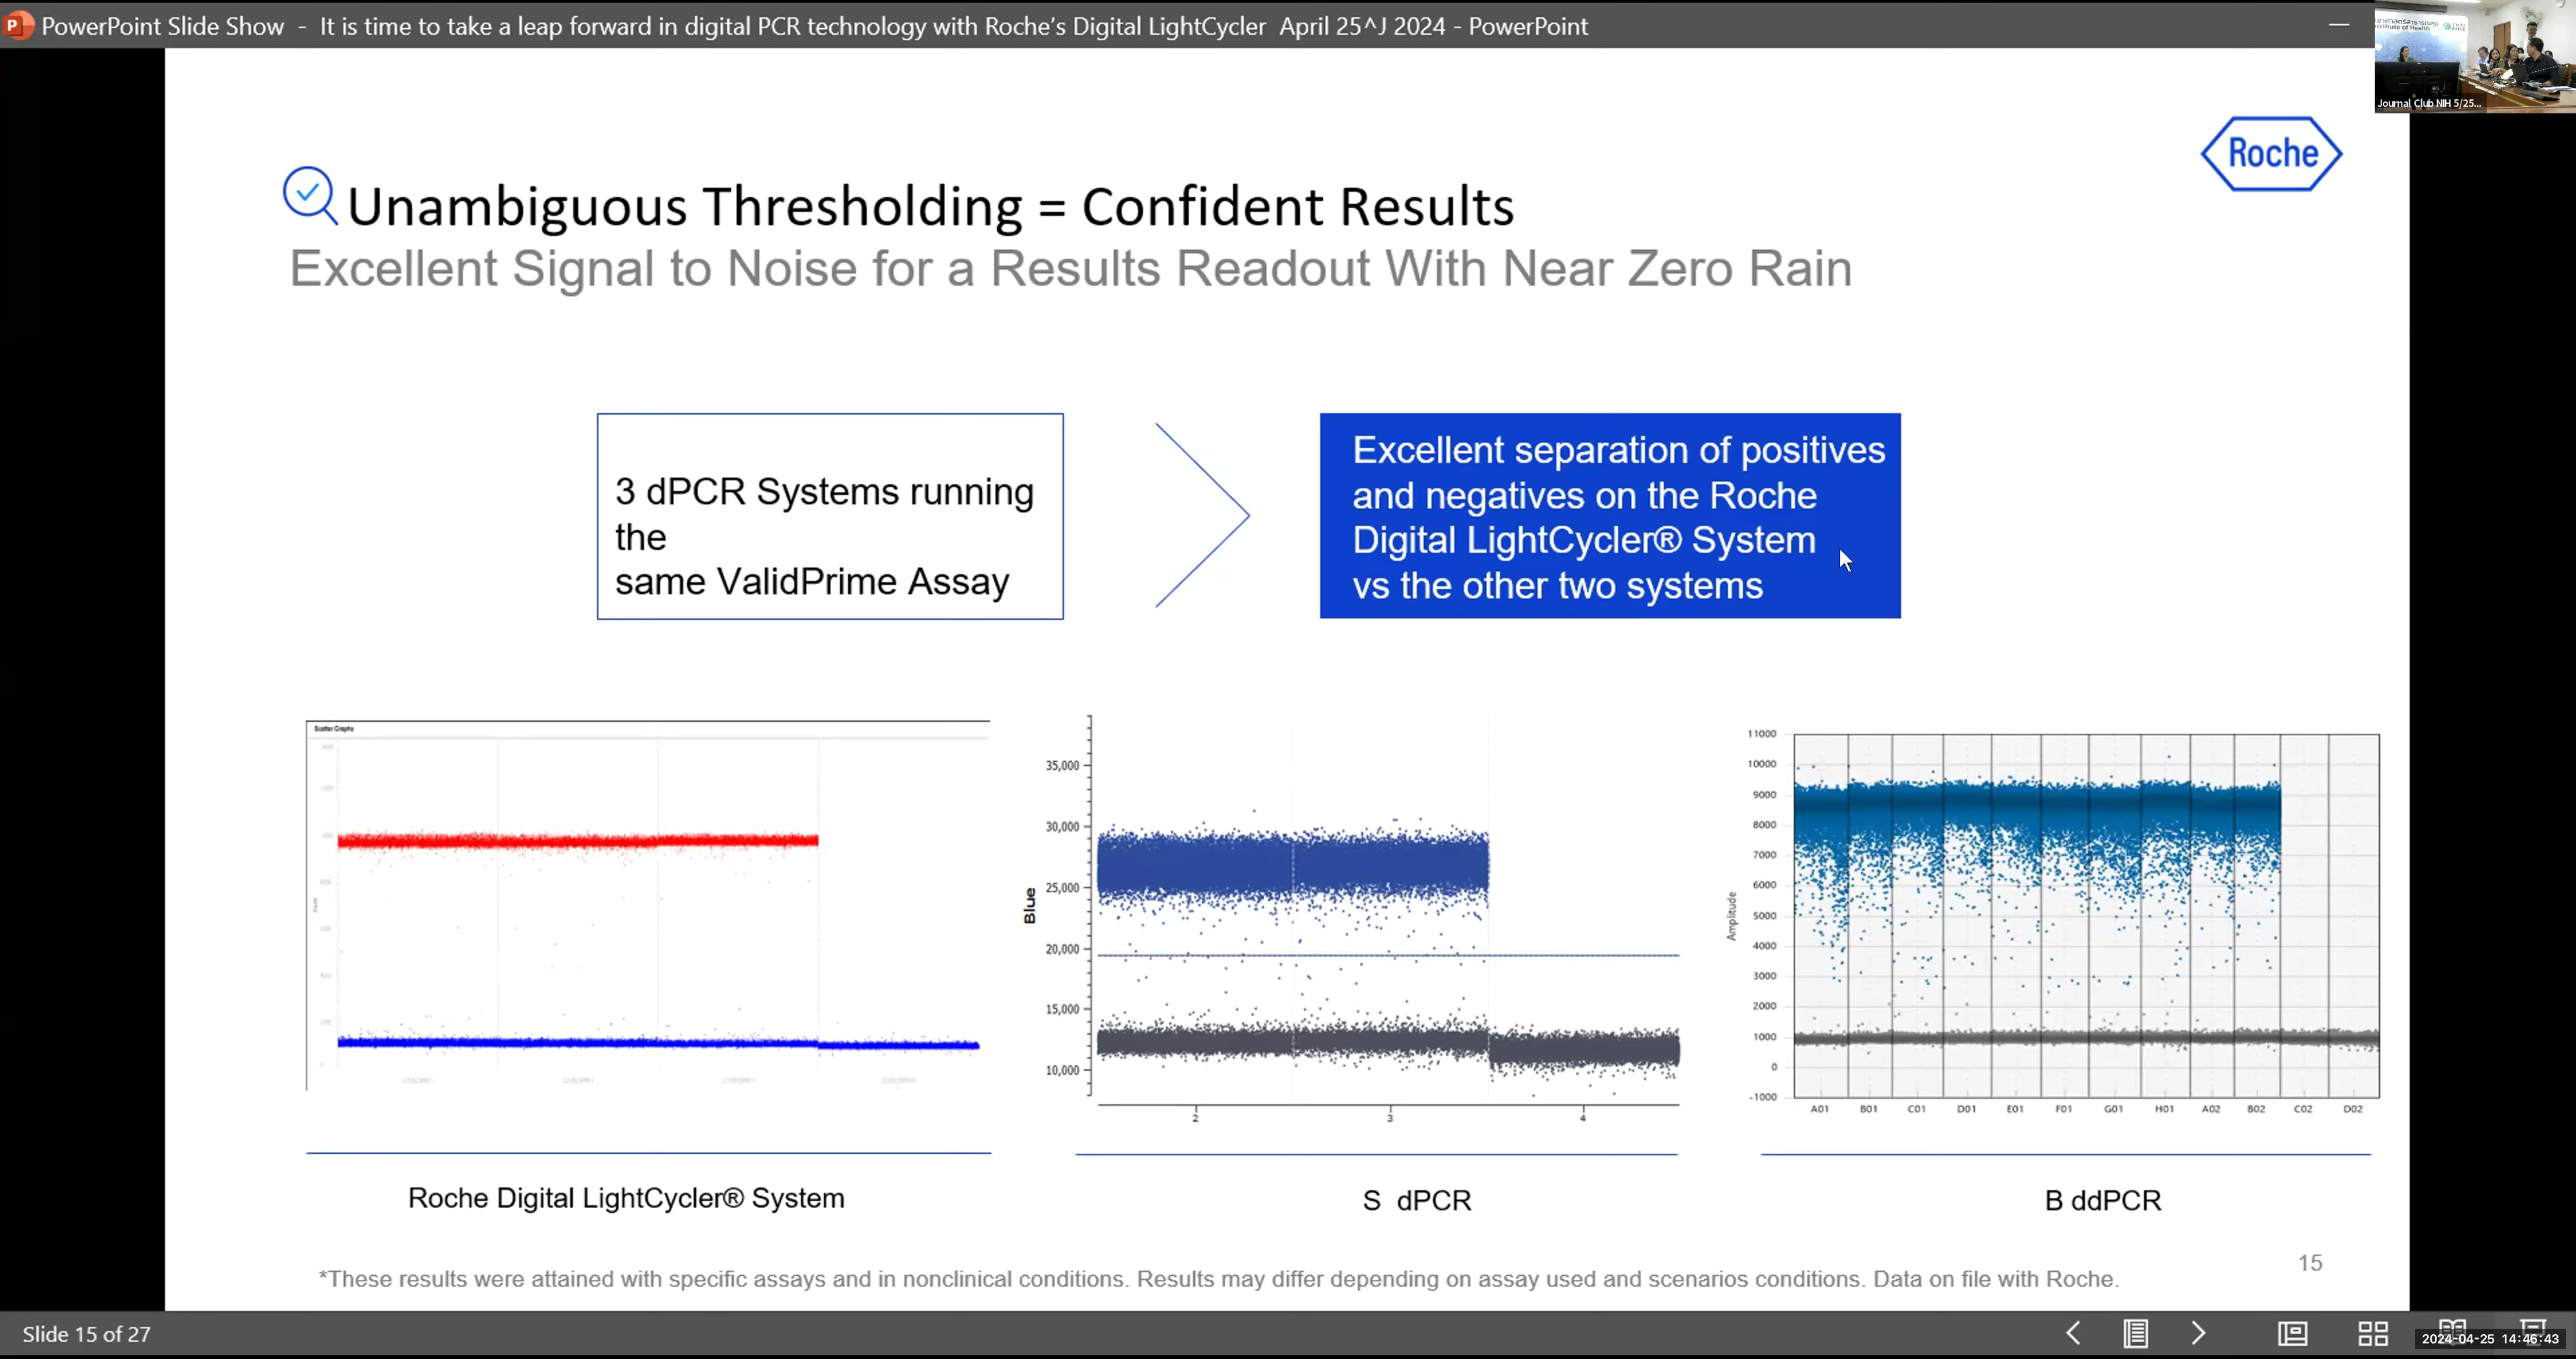 PowerPoint Slide Show - It is time to take a leap forward in digital PCR technology with Roche's Digital LightCycler April 25^J 2024 - PowerPoint
Journal Club NIH 5/25...
Roche
Unambiguous Thresholding = Confident Results
Excellent Signal to Noise for a Results Readout With Near Zero Rain
3 dPCR Systems running
the
same ValidPrime Assay
Excellent separation of positives
and negatives on the Roche
Digital LightCycler® System
vs the other two systems
Scatter Graphs
Blue
35,000
30,000
25,000
20,000
15,000
10,000
2 3 4
Amplitude
11000
10000
9000
8000
7000
6000
5000
4000
3000
2000
1000
0
-1000
A01 B01 C01 D01 E01 F01 G01 H01 A02 B02 C02 D02
Roche Digital LightCycler® System
S dPCR
B ddPCR
*These results were attained with specific assays and in nonclinical conditions. Results may differ depending on assay used and scenarios conditions. Data on file with Roche.
15
Slide 15 of 27
2024-04-25 14:46:43